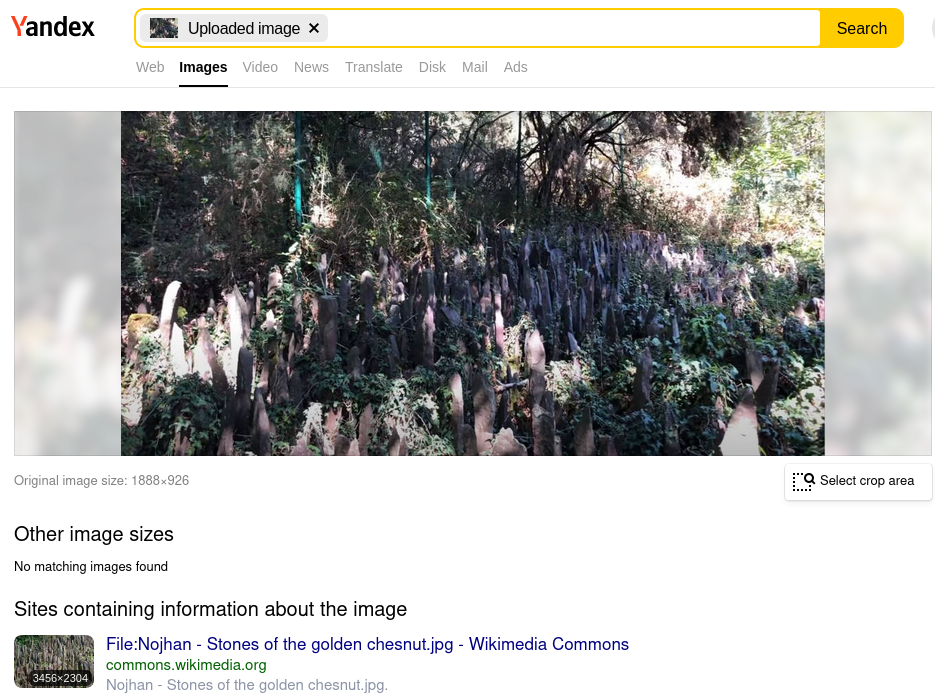 Yandex
Uploaded image
Search
Web Images Video News Translate Disk Mail Ads
Original image size: 1888×926
Select crop area
Other image sizes
No matching images found
Sites containing information about the image
3456×2304
File:Nojhan - Stones of the golden chesnut.jpg - Wikimedia Commons
commons.wikimedia.org
Nojhan - Stones of the golden chesnut.jpg.